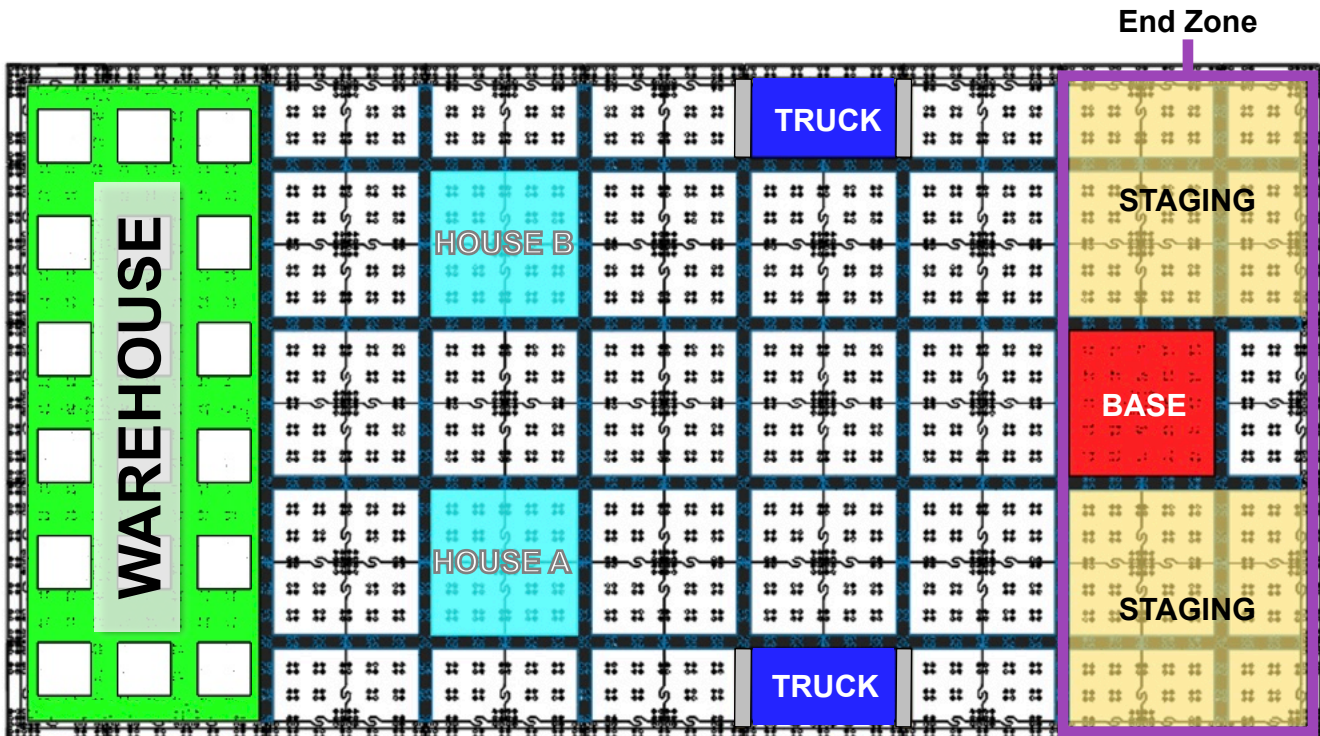 End Zone
TRUCK
STAGING
HOUSE B
WAREHOUSE
BASE
HOUSE A
STAGING
TRUCK